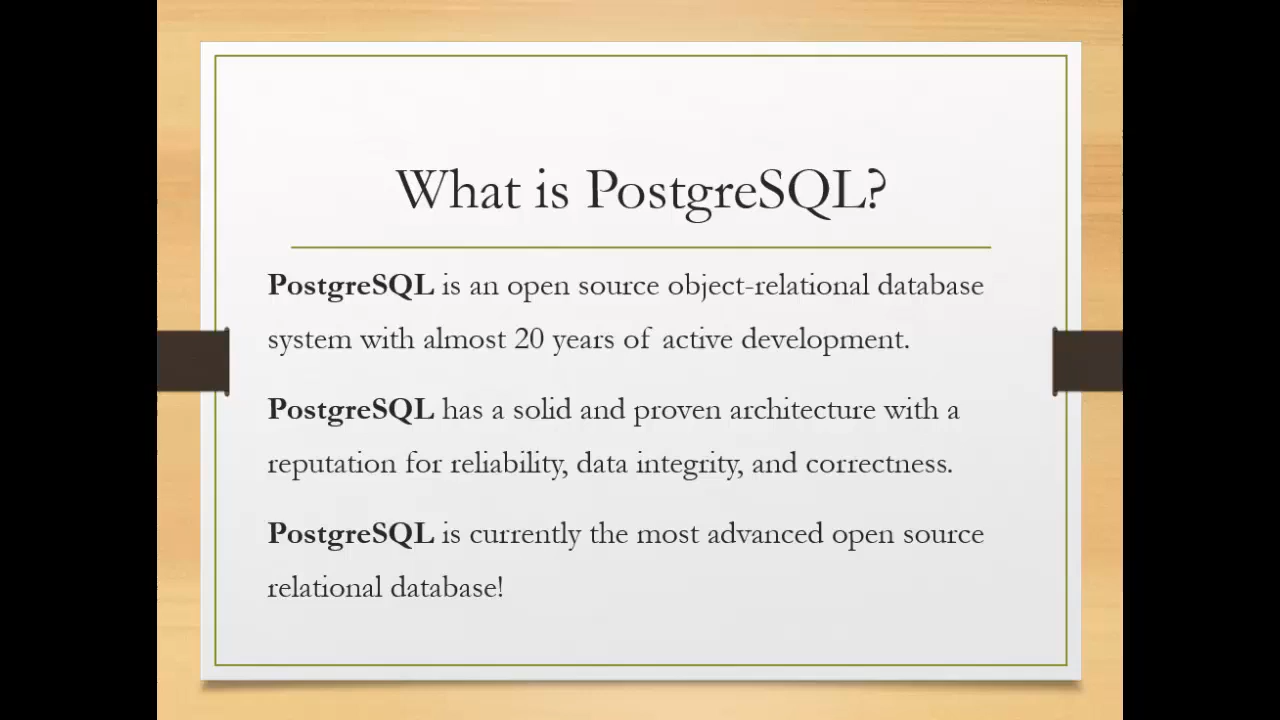 What is PostgreSQL?
PostgreSQL is an open source object-relational database
system with almost 20 years of active development.
PostgreSQL has a solid and proven architecture with a
reputation for reliability, data integrity, and correctness.
PostgreSQL is currently the most advanced open source
relational database!